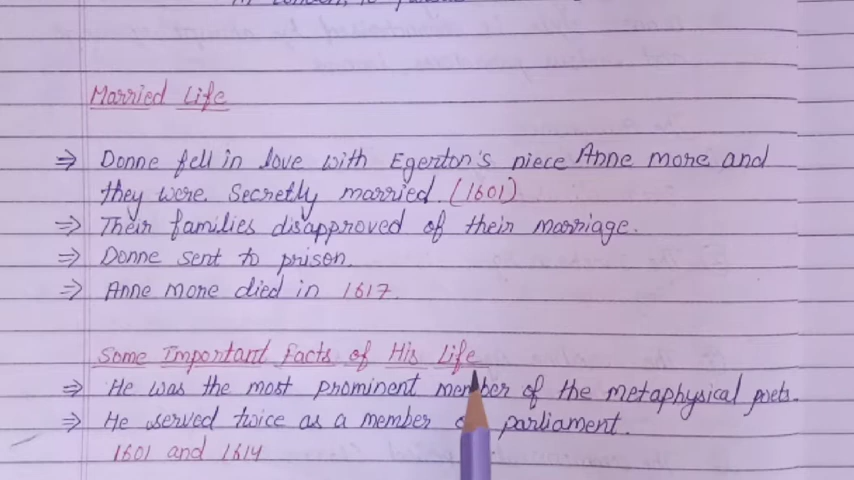 Married Life
⇒ Donne fell in love with Egerton's niece Anne more and
they were. Secretly married. (1601)
⇒ Their families disapproved of their marriage.
⇒ Donne sent to prison.
⇒ Anne more died in 1617.
Some Important Facts of His Life
⇒ He was the most prominent member of the metaphysical poets.
⇒ He served twice as a member parliament.
1601 and 1614